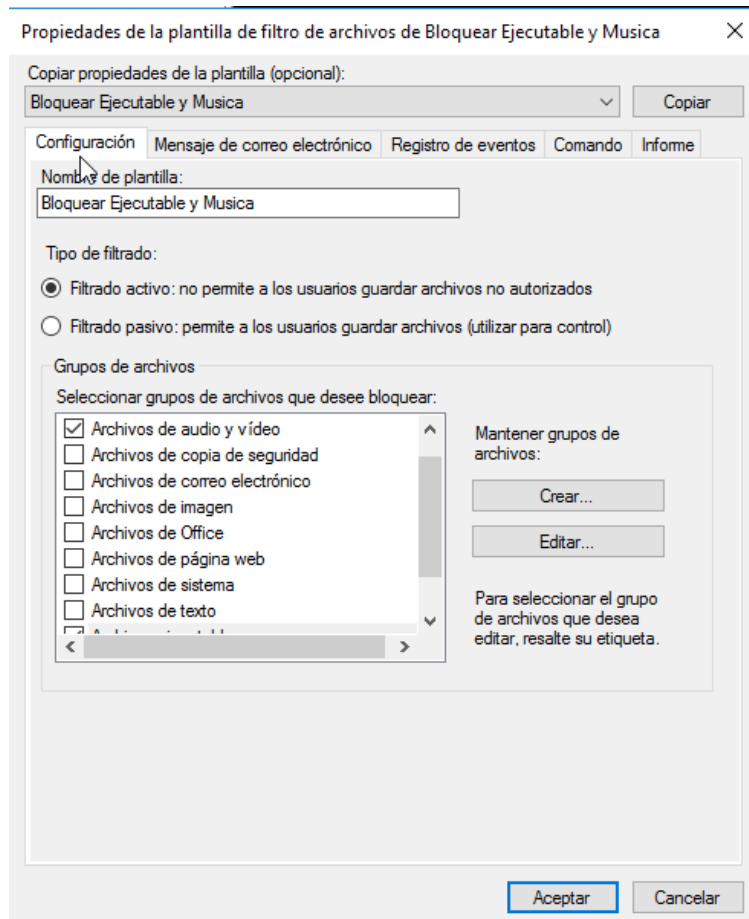 Propiedades de la plantilla de filtro de archivos de Bloquear Ejecutable y Musica
Copiar propiedades de la plantilla (opcional):
Bloquear Ejecutable y Musica
Copiar
Configuración
Mensaje de correo electrónico
Registro de eventos
Comando
Informe
Nombre de plantilla:
Bloquear Ejecutable y Musica
Tipo de filtrado:
Filtrado activo: no permite a los usuarios guardar archivos no autorizados
Filtrado pasivo: permite a los usuarios guardar archivos (utilizar para control)
Grupos de archivos
Seleccionar grupos de archivos que desee bloquear:
Archivos de audio y vídeo
Archivos de copia de seguridad
Archivos de correo electrónico
Archivos de imagen
Archivos de Office
Archivos de página web
Archivos de sistema
Archivos de texto
Mantener grupos de
archivos:
Crear...
Editar...
Para seleccionar el grupo
de archivos que desea
editar, resalte su etiqueta.
Aceptar
Cancelar